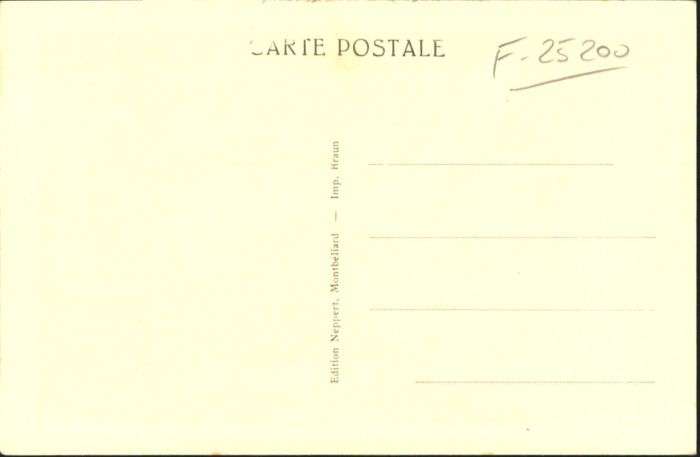 CARTE POSTALE
F-25200
Edition Neppert, Montbéliard — Imp. Braun